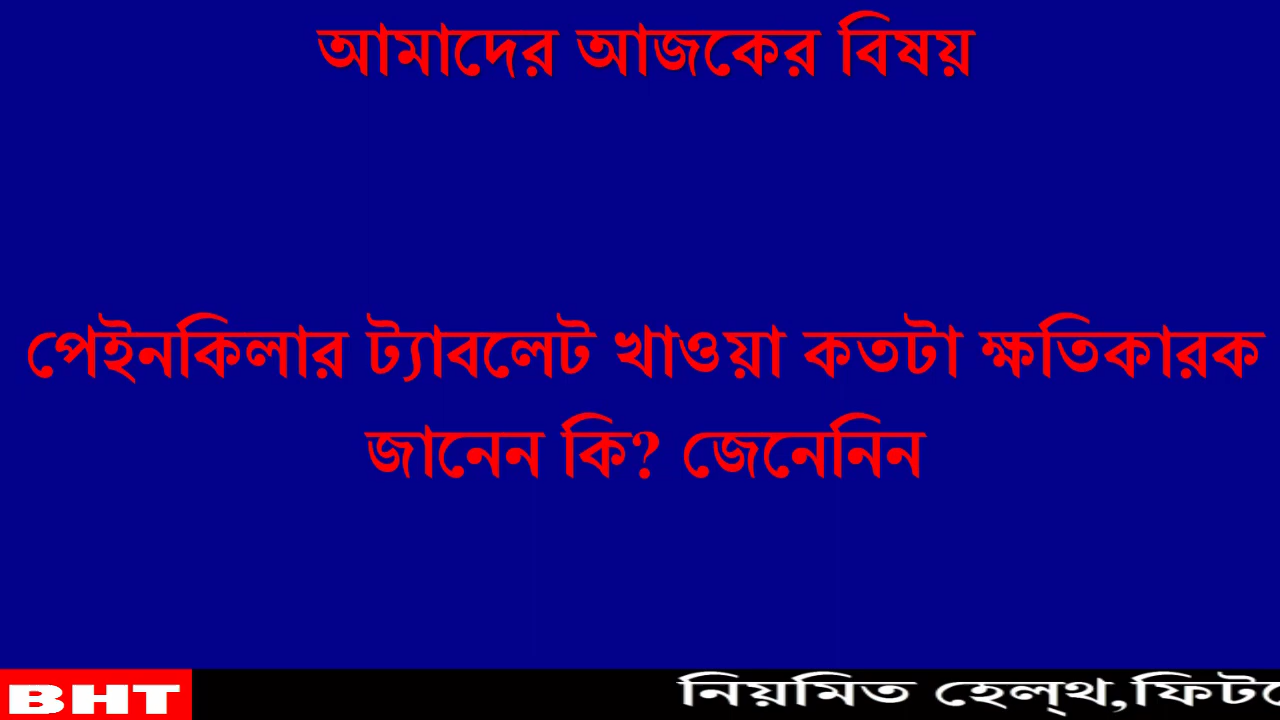 আমাদের আজকের বিষয়
পেইনকিলার ট্যাবলেট খাওয়া কতটা ক্ষতিকারক
জানেন কি? জেনেনিন
BHT
নিয়মিত হেল্‌থ,